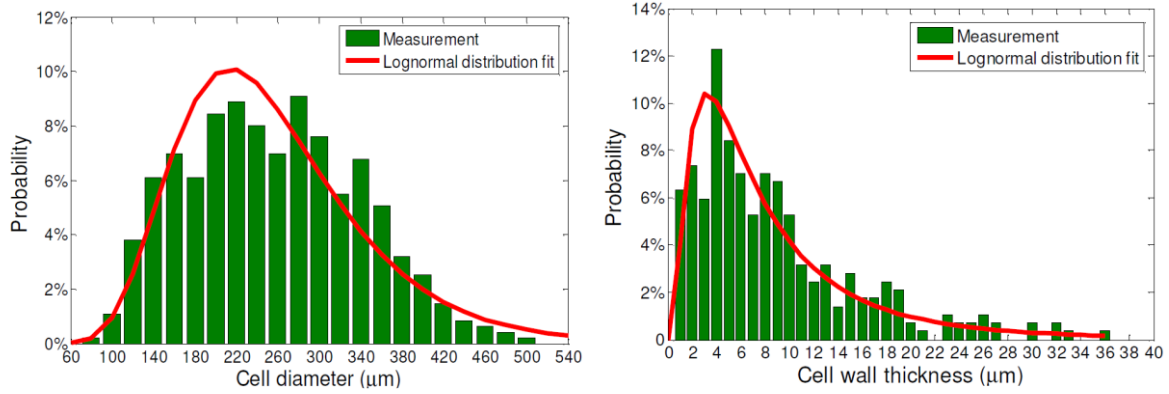 12%
10%
8%
6%
4%
2%
0%
Probability
Measurement
Lognormal distribution fit
60 100 140 180 220 260 300 340 380 420 460 500 540
Cell diameter (μm)
14%
12%
10%
8%
6%
4%
2%
0
Probability
Measurement
Lognormal distribution fit
0 2 4 6 8 10 12 14 16 18 20 22 24 26 28 30 32 34 36 38 40
Cell wall thickness (μm)